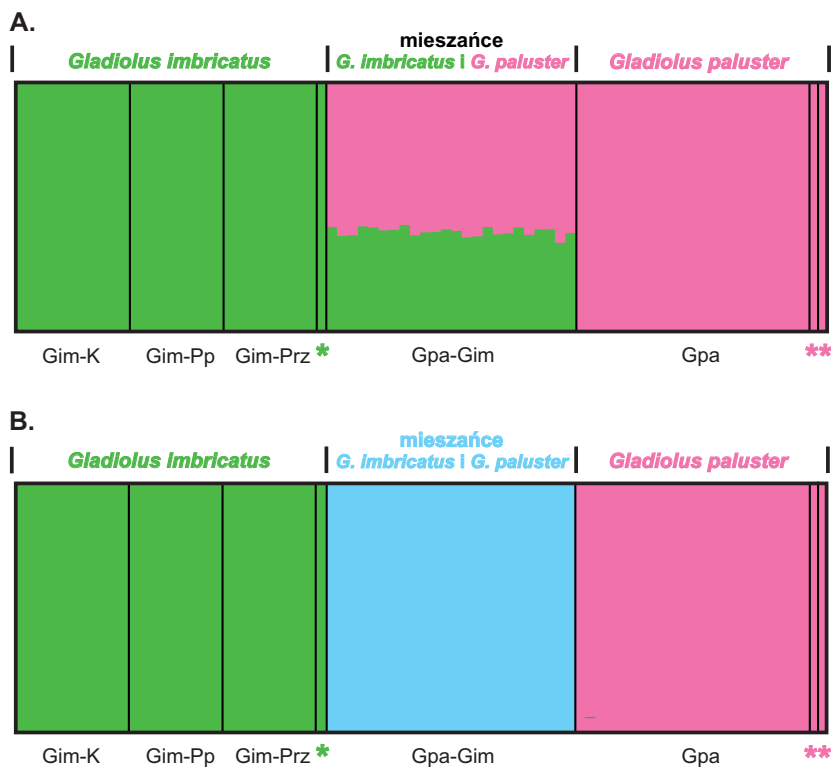 A.
mieszańce
Gladiolus imbricatus G. imbricatus i G. paluster Gladiolus paluster
Gim-K Gim-Pp Gim-Prz * Gpa-Gim Gpa **
B.
mieszańce
Gladiolus imbricatus G. imbricatus i G. paluster Gladiolus paluster
Gim-K Gim-Pp Gim-Prz * Gpa-Gim Gpa **